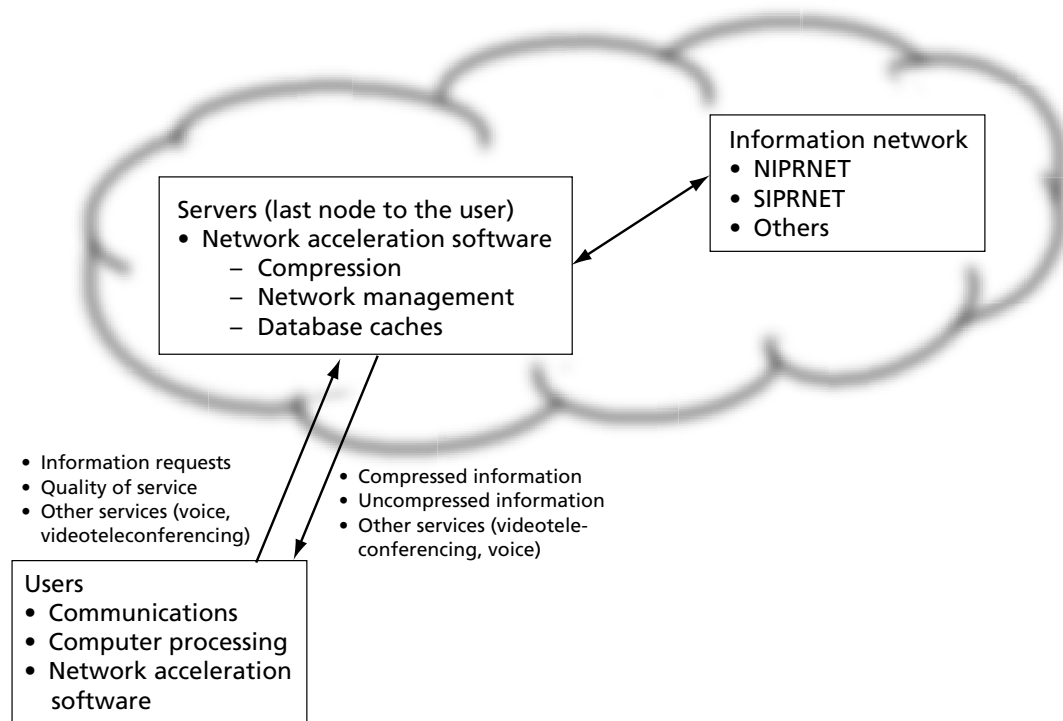 Information network
• NIPRNET
• SIPRNET
• Others
Servers (last node to the user)
• Network acceleration software
– Compression
– Network management
– Database caches
• Information requests
• Quality of service
• Other services (voice,
videoteleconferencing)
• Compressed information
• Uncompressed information
• Other services (videotele-
conferencing, voice)
Users
• Communications
• Computer processing
• Network acceleration
software